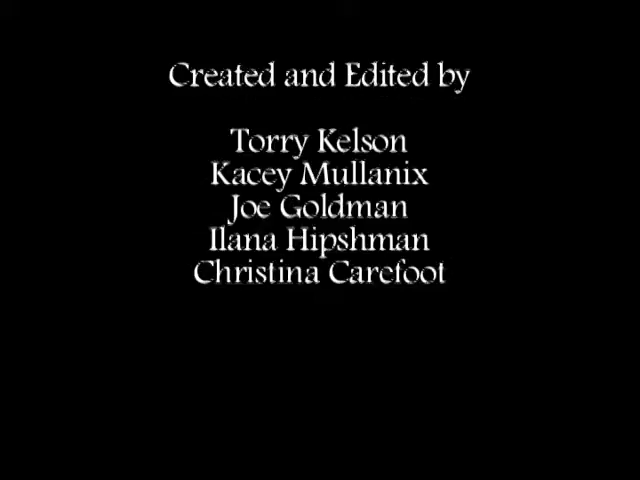 Created and Edited by
Torry Kelson
Kacey Mullanix
Joe Goldman
Ilana Hipshman
Christina Carefoot